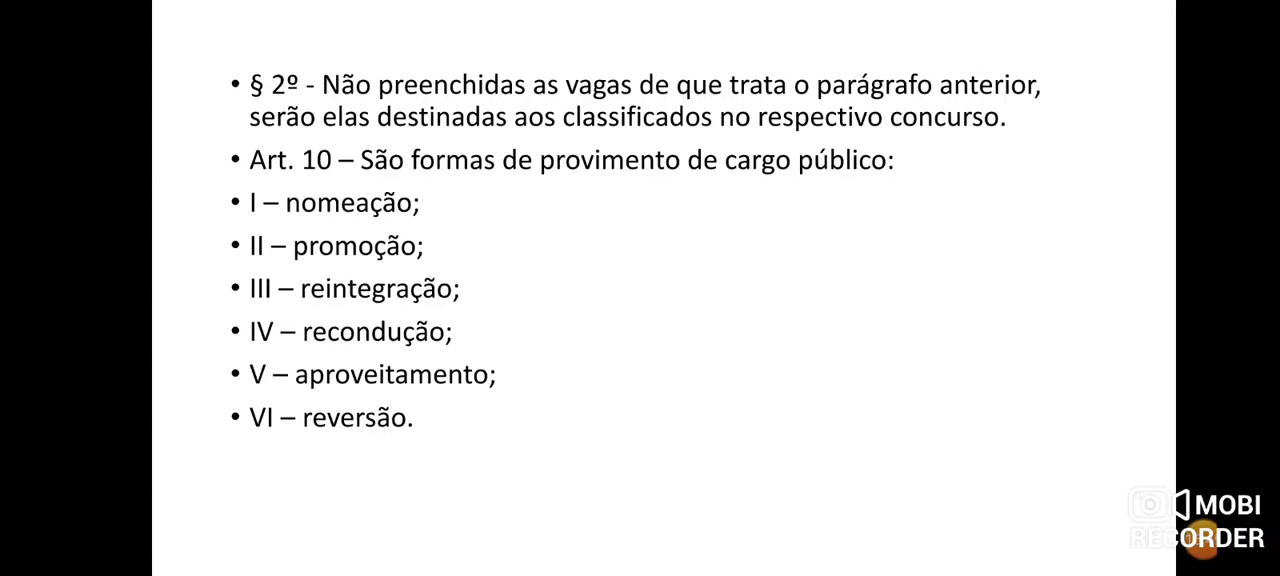 • § 2º - Não preenchidas as vagas de que trata o parágrafo anterior,
serão elas destinadas aos classificados no respectivo concurso.
• Art. 10 – São formas de provimento de cargo público:
• I – nomeação;
• II – promoção;
• III – reintegração;
• IV – recondução;
• V – aproveitamento;
• VI – reversão.
MOBI
RECORDER